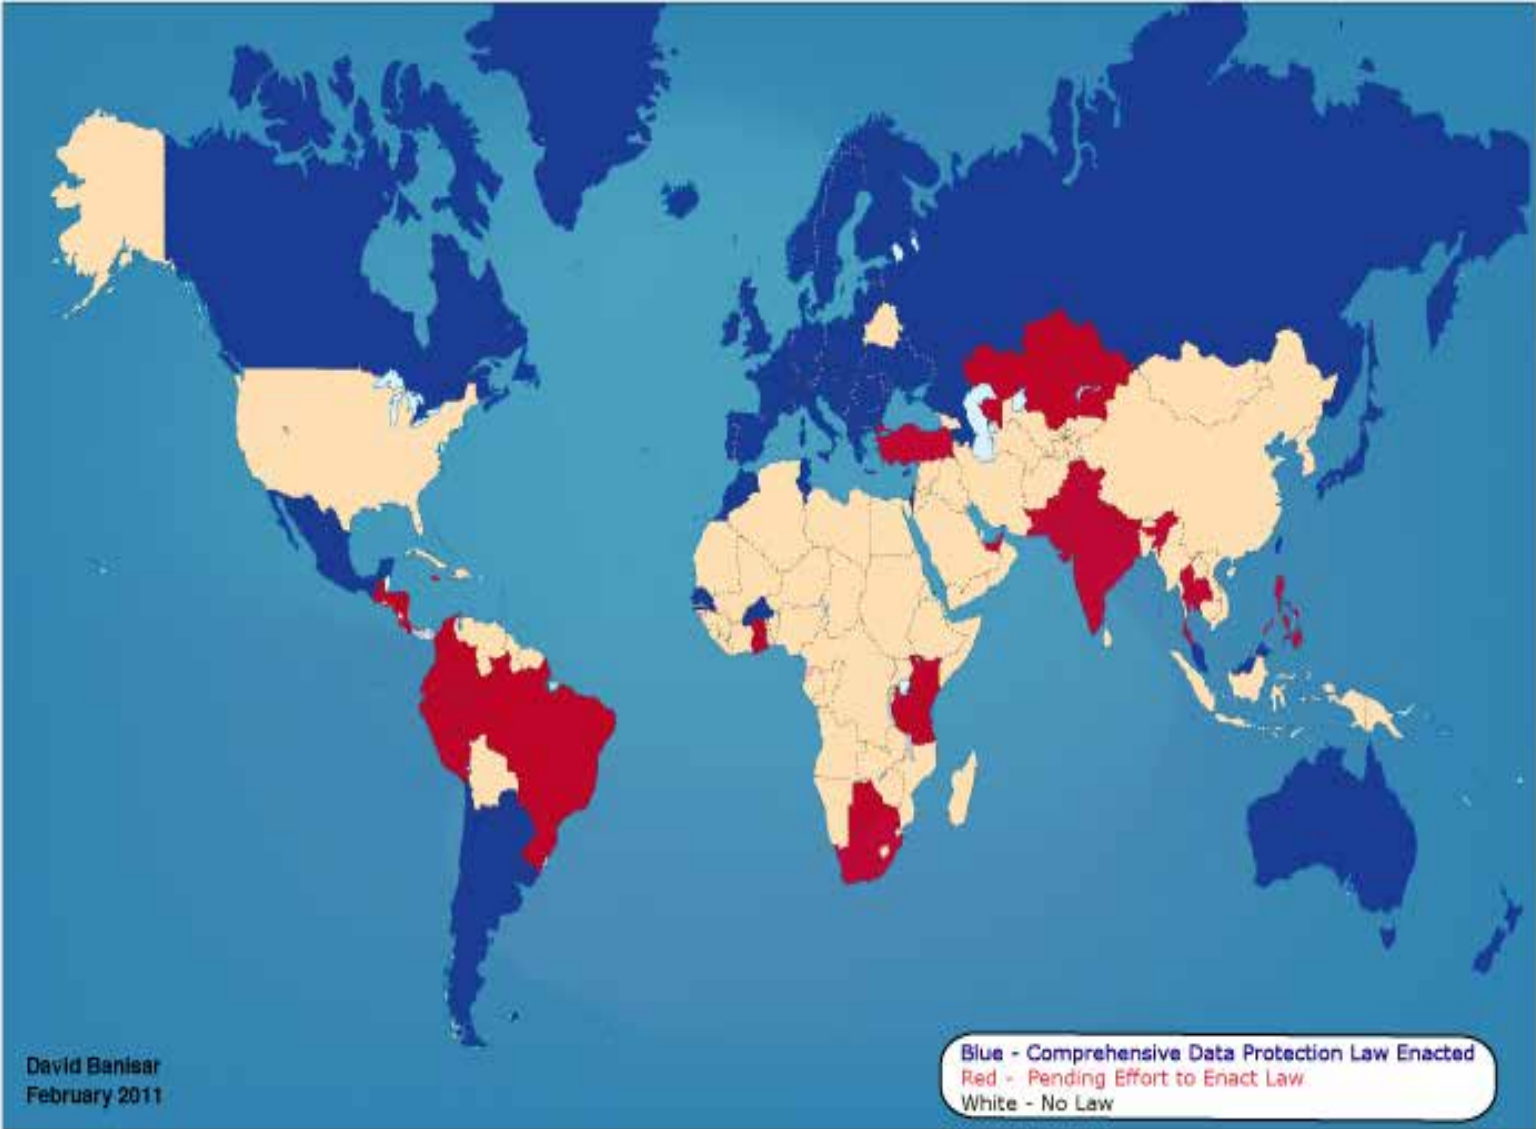 David Banisar
February 2011
Blue - Comprehensive Data Protection Law Enacted
Red - Pending Effort to Enact Law
White - No Law